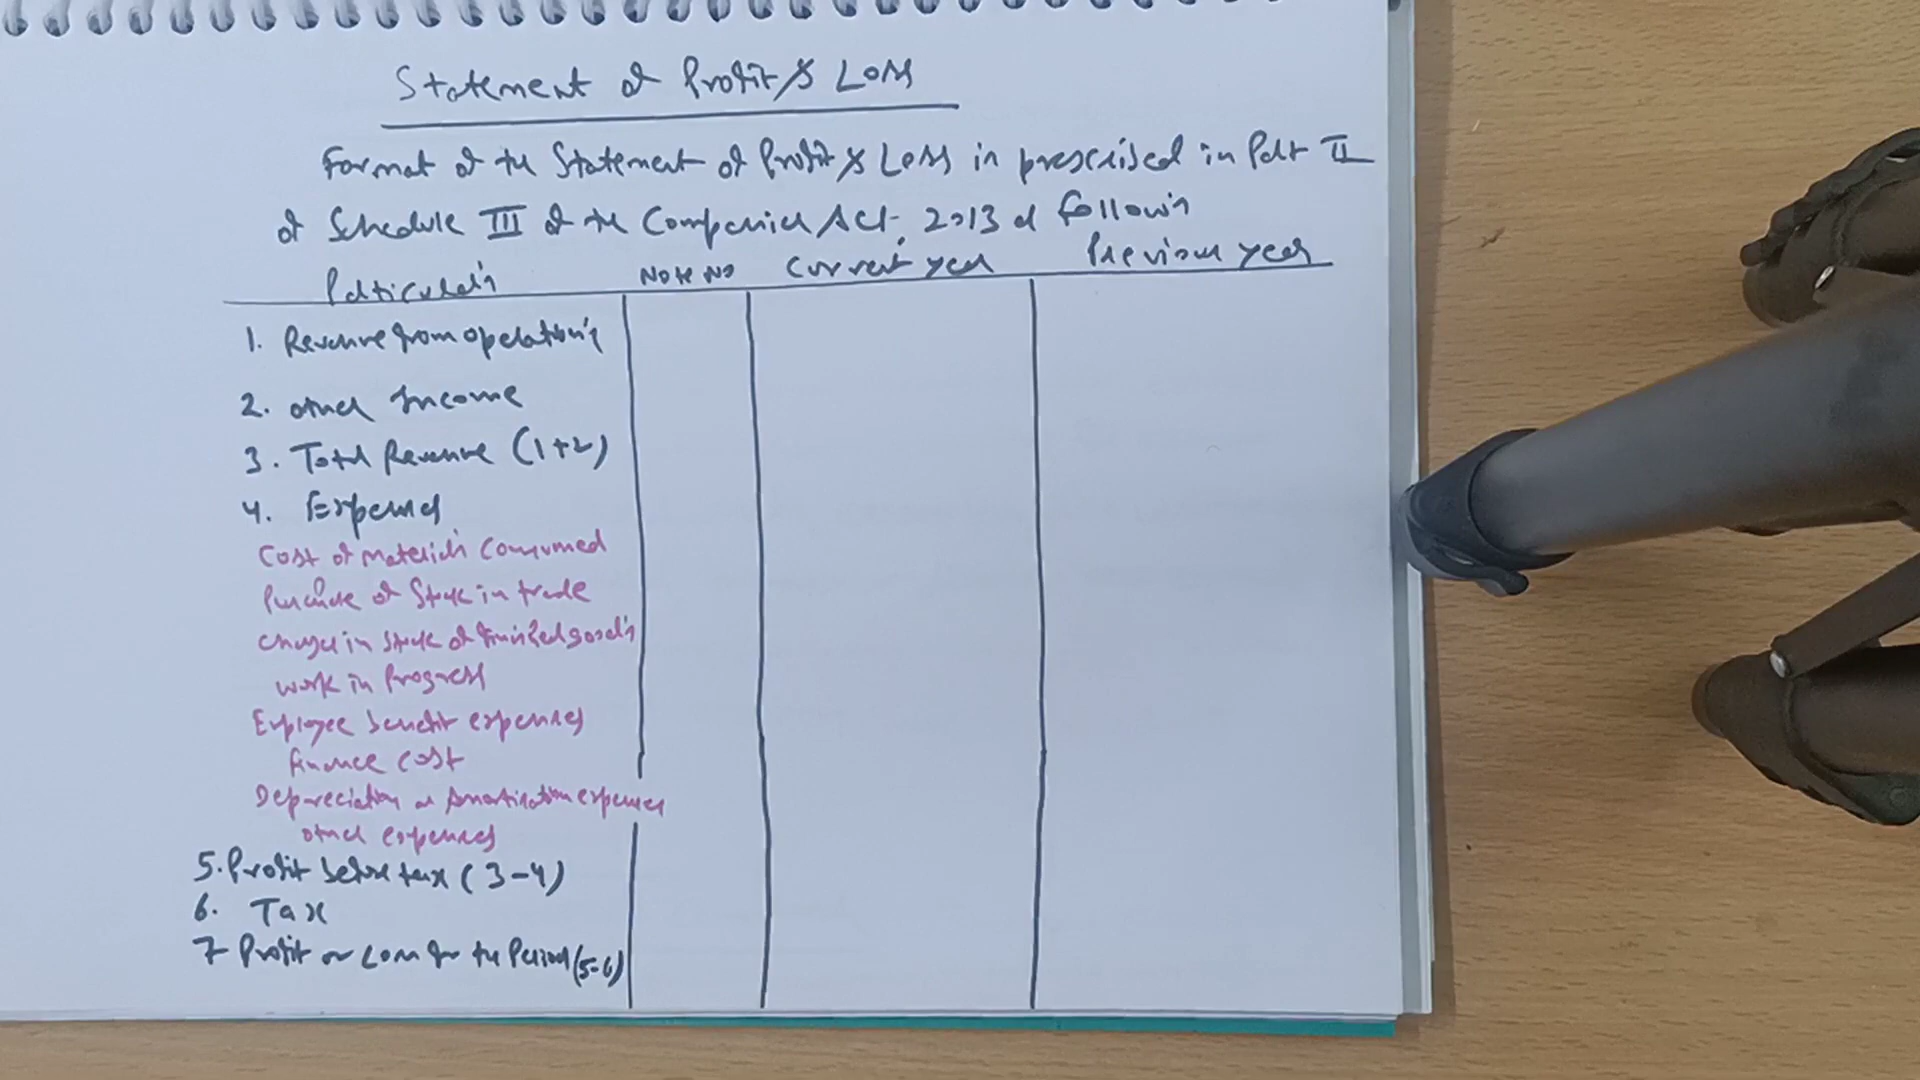 Statement of Profit & Loss
Format of the Statement of Profit & Loss in prescribed in Part II
of Schedule III of the Companies Act, 2013 as follows
Particulars Note No Current year Previous year
1. Revenue from operations
2. Other Income
3. Total Revenue (1+2)
4. Expenses
Cost of Materials Consumed
Purchase of Stock in trade
Changes in Stock of finished goods
work in Progress
Employee benefit expenses
finance cost
Depreciation or Amortization expenses
other expenses
5. Profit before tax (3-4)
6. Tax
7 Profit or Loss for the Period (5-6)